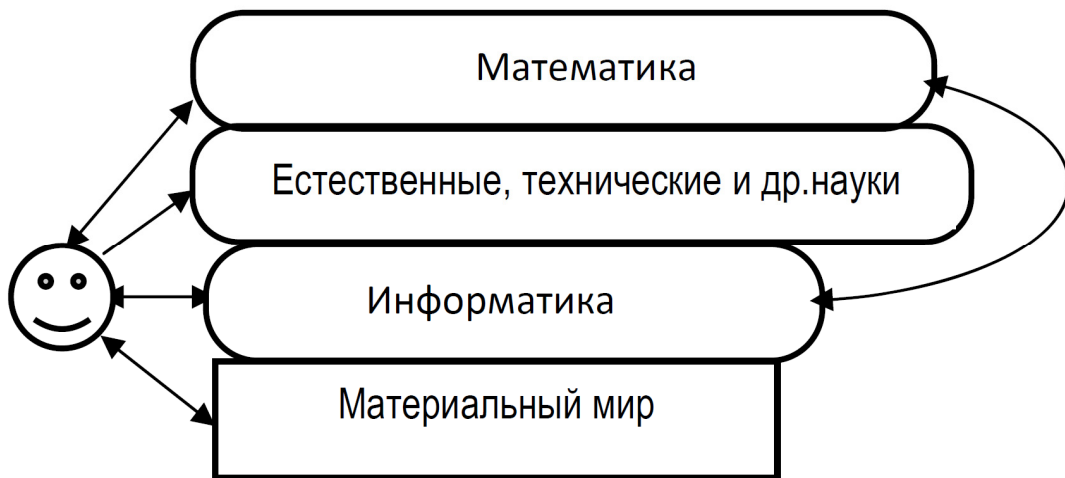 Математика
Естественные, технические и др.науки
Информатика
Материальный мир